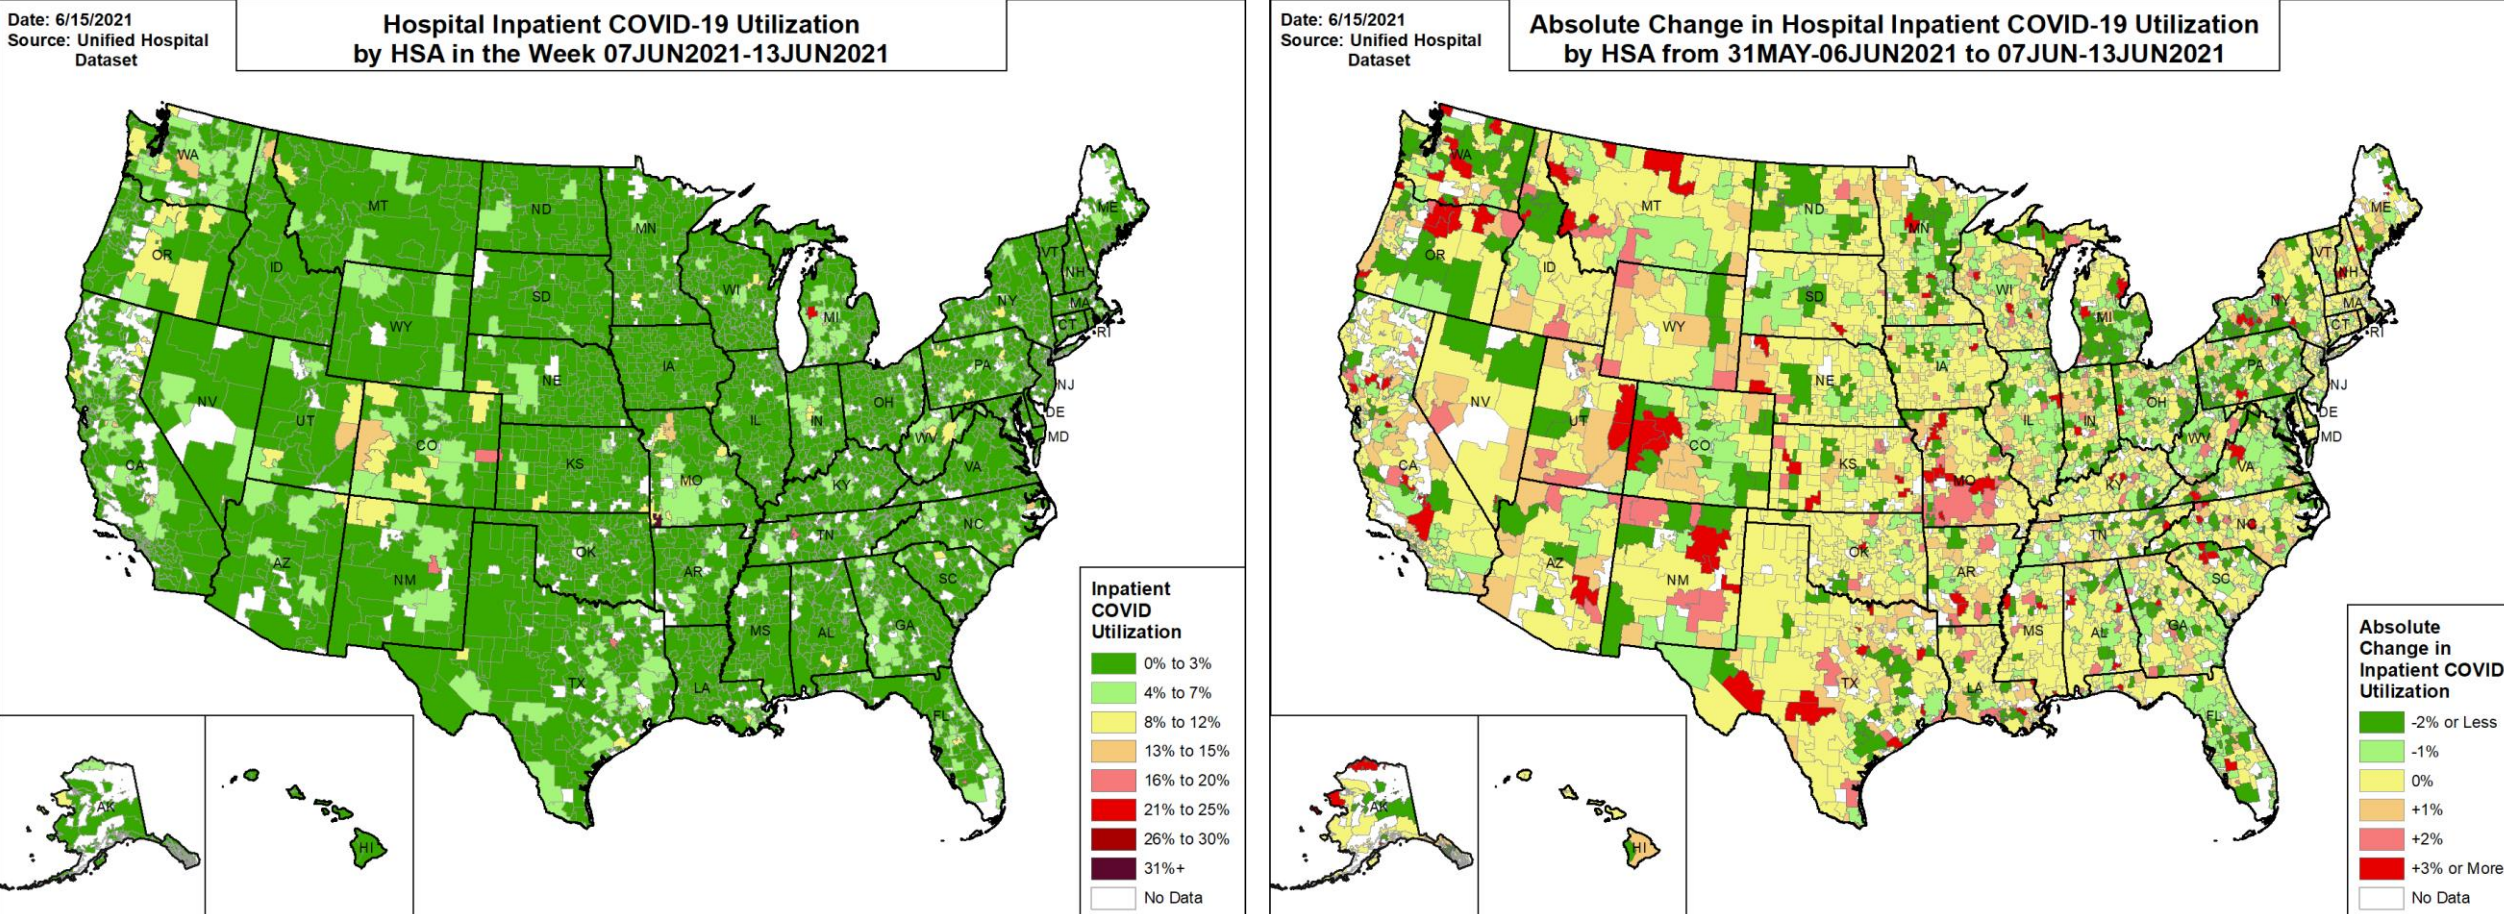 Date: 6/15/2021
Source: Unified Hospital
Dataset
Hospital Inpatient COVID-19 Utilization
by HSA in the Week 07JUN2021-13JUN2021
WA
MT
ND
MN
ME
OR
ID
SD
WI
VT
NH
NY
MA
CT
RI
WY
MI
IA
NE
PA
NJ
NV
UT
CO
IL
IN
OH
DE
MD
WV
CA
KS
MO
KY
VA
AZ
NM
OK
AR
TN
NC
SC
MS
AL
GA
TX
LA
FL
AK
HI
Inpatient
COVID
Utilization
0% to 3%
4% to 7%
8% to 12%
13% to 15%
16% to 20%
21% to 25%
26% to 30%
31%+
No Data
Date: 6/15/2021
Source: Unified Hospital
Dataset
Absolute Change in Hospital Inpatient COVID-19 Utilization
by HSA from 31MAY-06JUN2021 to 07JUN-13JUN2021
WA
MT
ND
MN
ME
OR
ID
SD
WI
VT
NH
NY
MA
CT
RI
WY
MI
IA
NE
PA
NJ
NV
UT
CO
IL
IN
OH
DE
MD
WV
CA
KS
MO
KY
VA
AZ
NM
OK
AR
TN
NC
SC
MS
AL
GA
TX
LA
FL
AK
HI
Absolute
Change in
Inpatient COVID
Utilization
-2% or Less
-1%
0%
+1%
+2%
+3% or More
No Data